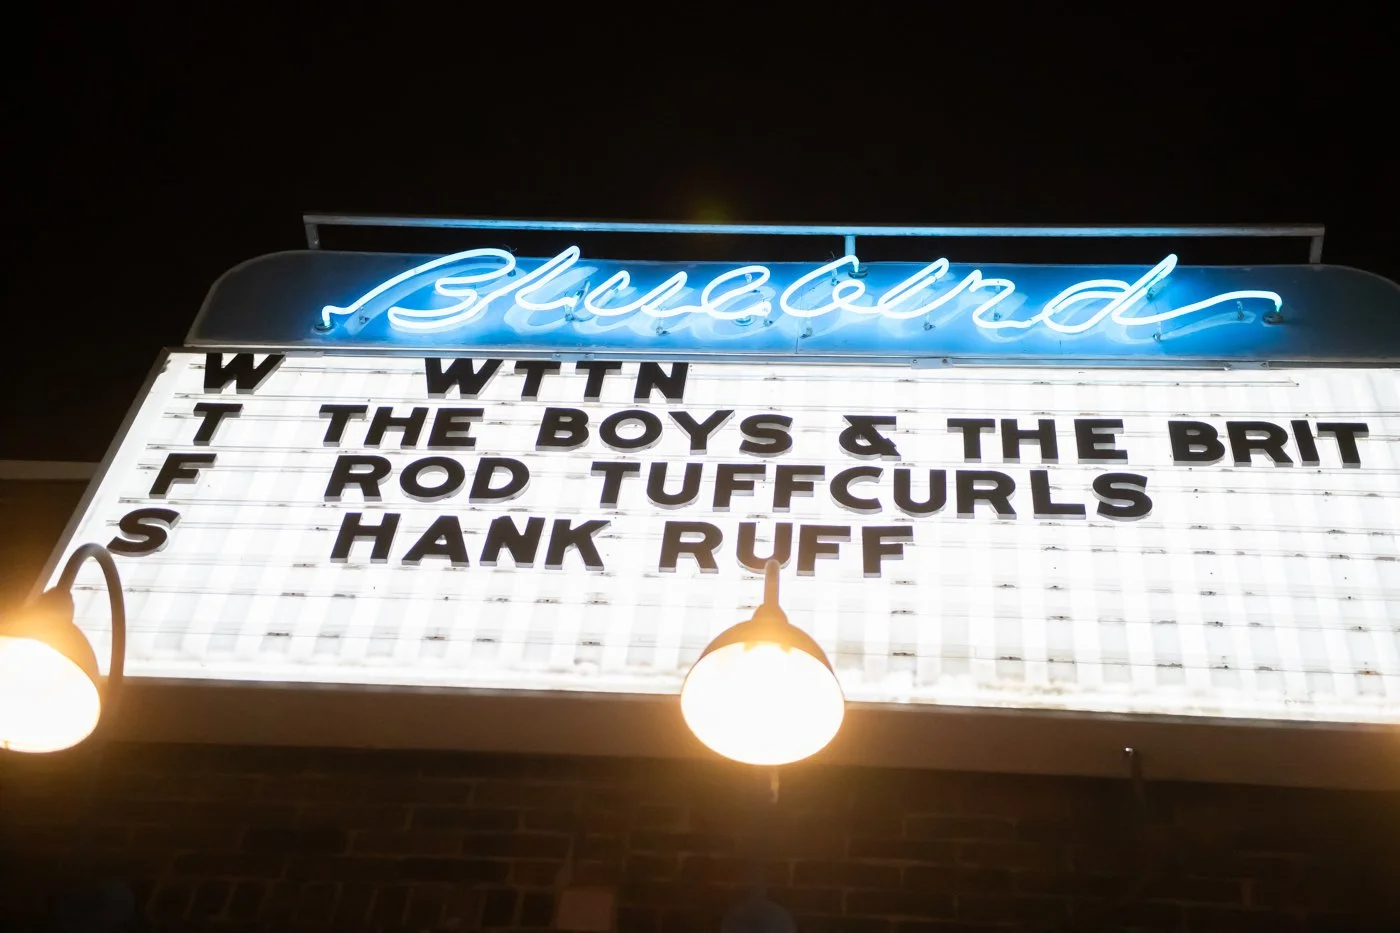 Bluebird
W WTTN
T THE BOYS & THE BRIT
F ROD TUFFCURLS
S HANK RUFF